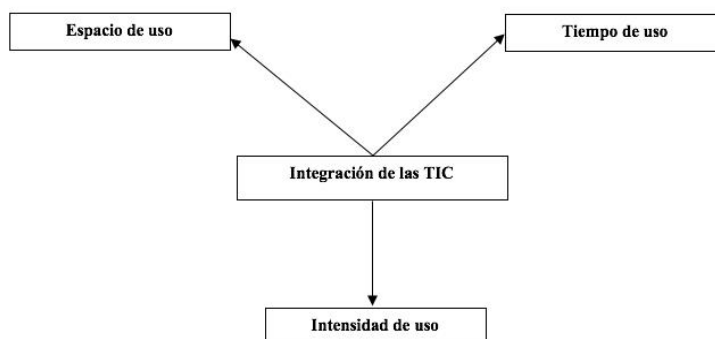 Espacio de uso
Tiempo de uso
Integración de las TIC
Intensidad de uso